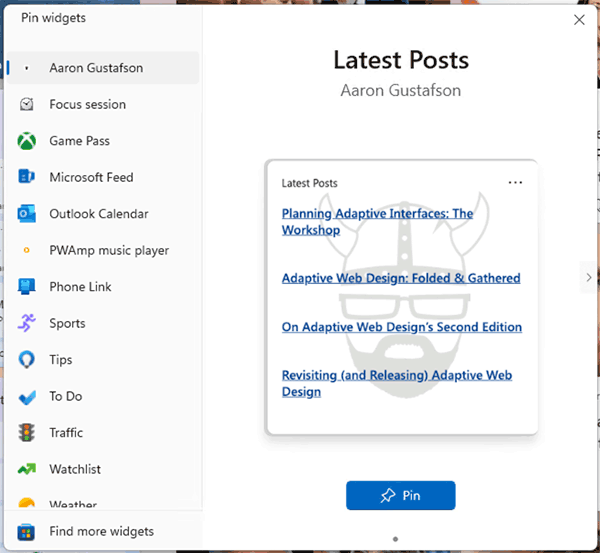 Pin widgets
Aaron Gustafson
Focus session
Game Pass
Microsoft Feed
Outlook Calendar
PWAmp music player
Phone Link
Sports
Tips
To Do
Traffic
Watchlist
Weather
Find more widgets
Latest Posts
Aaron Gustafson
Latest Posts
Planning Adaptive Interfaces: The
Workshop
Adaptive Web Design: Folded & Gathered
On Adaptive Web Design's Second Edition
Revisiting (and Releasing) Adaptive Web
Design
Pin